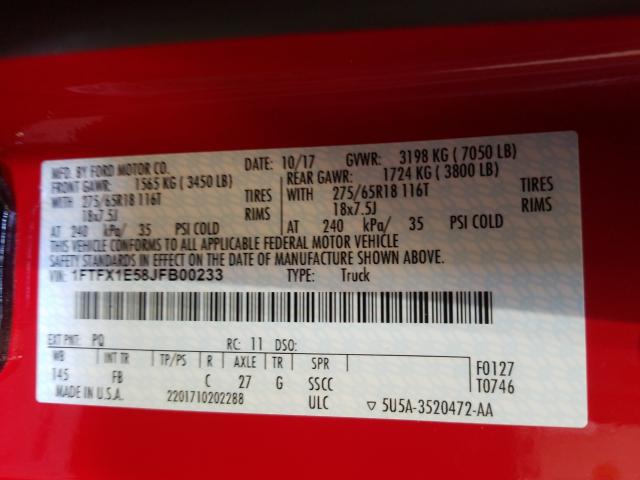 MFD. BY FORD MOTOR CO.
DATE: 10/17 GVWR: 3198 KG ( 7050 LB)
FRONT GAWR: 1565 KG ( 3450 LB) REAR GAWR: 1724 KG ( 3800 LB)
WITH 275/65R18 116T TIRES WITH 275/65R18 116T TIRES
18x7.5J RIMS 18x7.5J RIMS
AT 240 kPa/ 35 PSI COLD AT 240 kPa/ 35 PSI COLD
THIS VEHICLE CONFORMS TO ALL APPLICABLE FEDERAL MOTOR VEHICLE
SAFETY STANDARDS IN EFFECT ON THE DATE OF MANUFACTURE SHOWN ABOVE.
VIN: 1FTFX1E58JFB00233 TYPE: Truck
EXT PNT: PQ RC: 11 DSO:
WB INT TR TP/PS R AXLE TR SPR F0127
145 FB C 27 G SSCC T0746
MADE IN U.S.A. 2201710202288 ULC ▽ 5U5A-3520472-AA